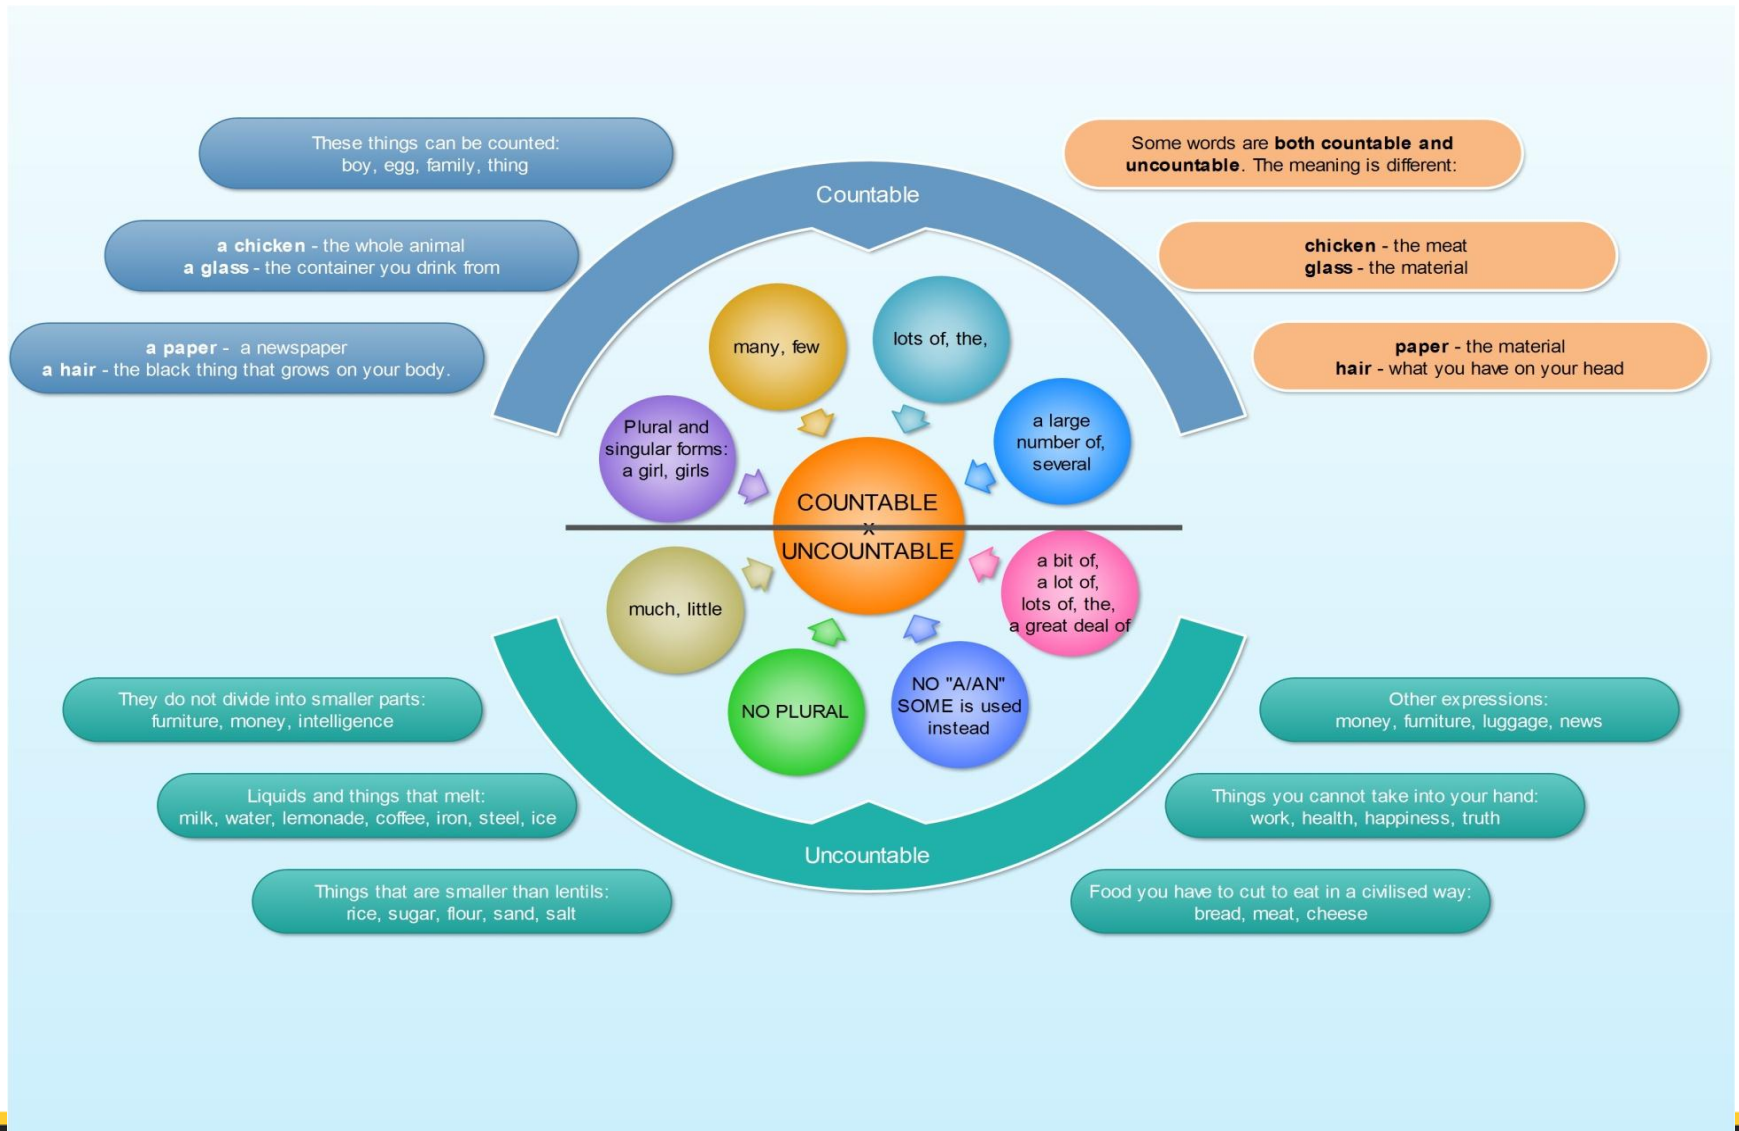 These things can be counted:
boy, egg, family, thing
a chicken - the whole animal
a glass - the container you drink from
a paper -  a newspaper
a hair - the black thing that grows on your body.
Some words are both countable and
uncountable. The meaning is different:
chicken - the meat
glass - the material
paper - the material
hair - what you have on your head
Countable
many, few
lots of, the,
Plural and
singular forms:
a girl, girls
a large
number of,
several
COUNTABLE
x
UNCOUNTABLE
much, little
a bit of,
a lot of,
lots of, the,
a great deal of
NO PLURAL
NO "A/AN"
SOME is used
instead
Uncountable
They do not divide into smaller parts:
furniture, money, intelligence
Liquids and things that melt:
milk, water, lemonade, coffee, iron, steel, ice
Things that are smaller than lentils:
rice, sugar, flour, sand, salt
Other expressions:
money, furniture, luggage, news
Things you cannot take into your hand:
work, health, happiness, truth
Food you have to cut to eat in a civilised way:
bread, meat, cheese